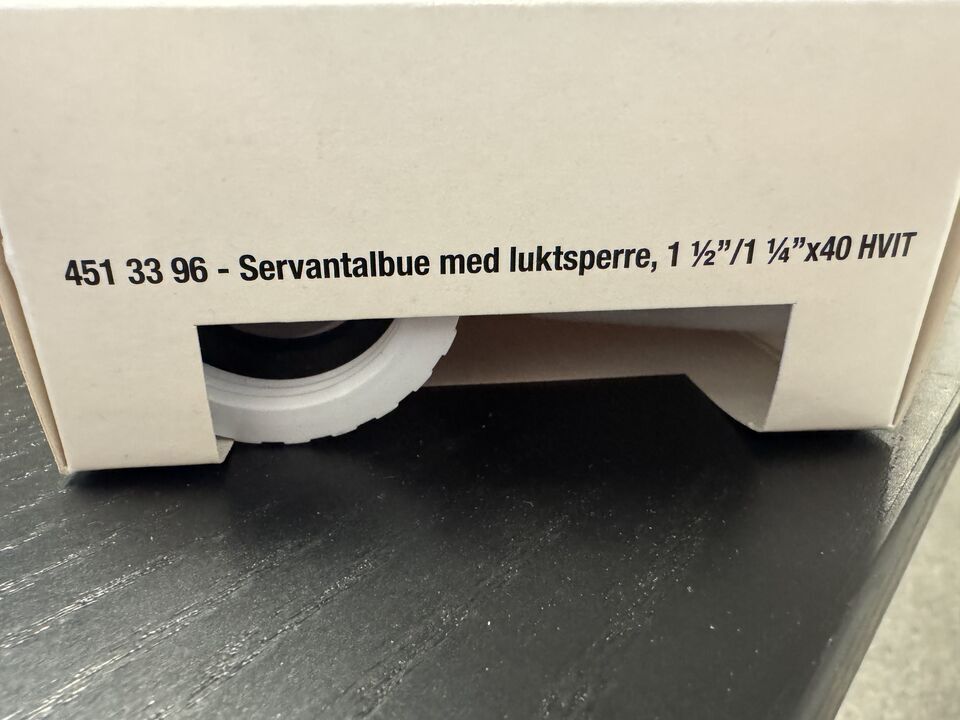 451 33 96 - Servantalbue med luktsperre, 1 ½”/1 ¼”x40 HVIT